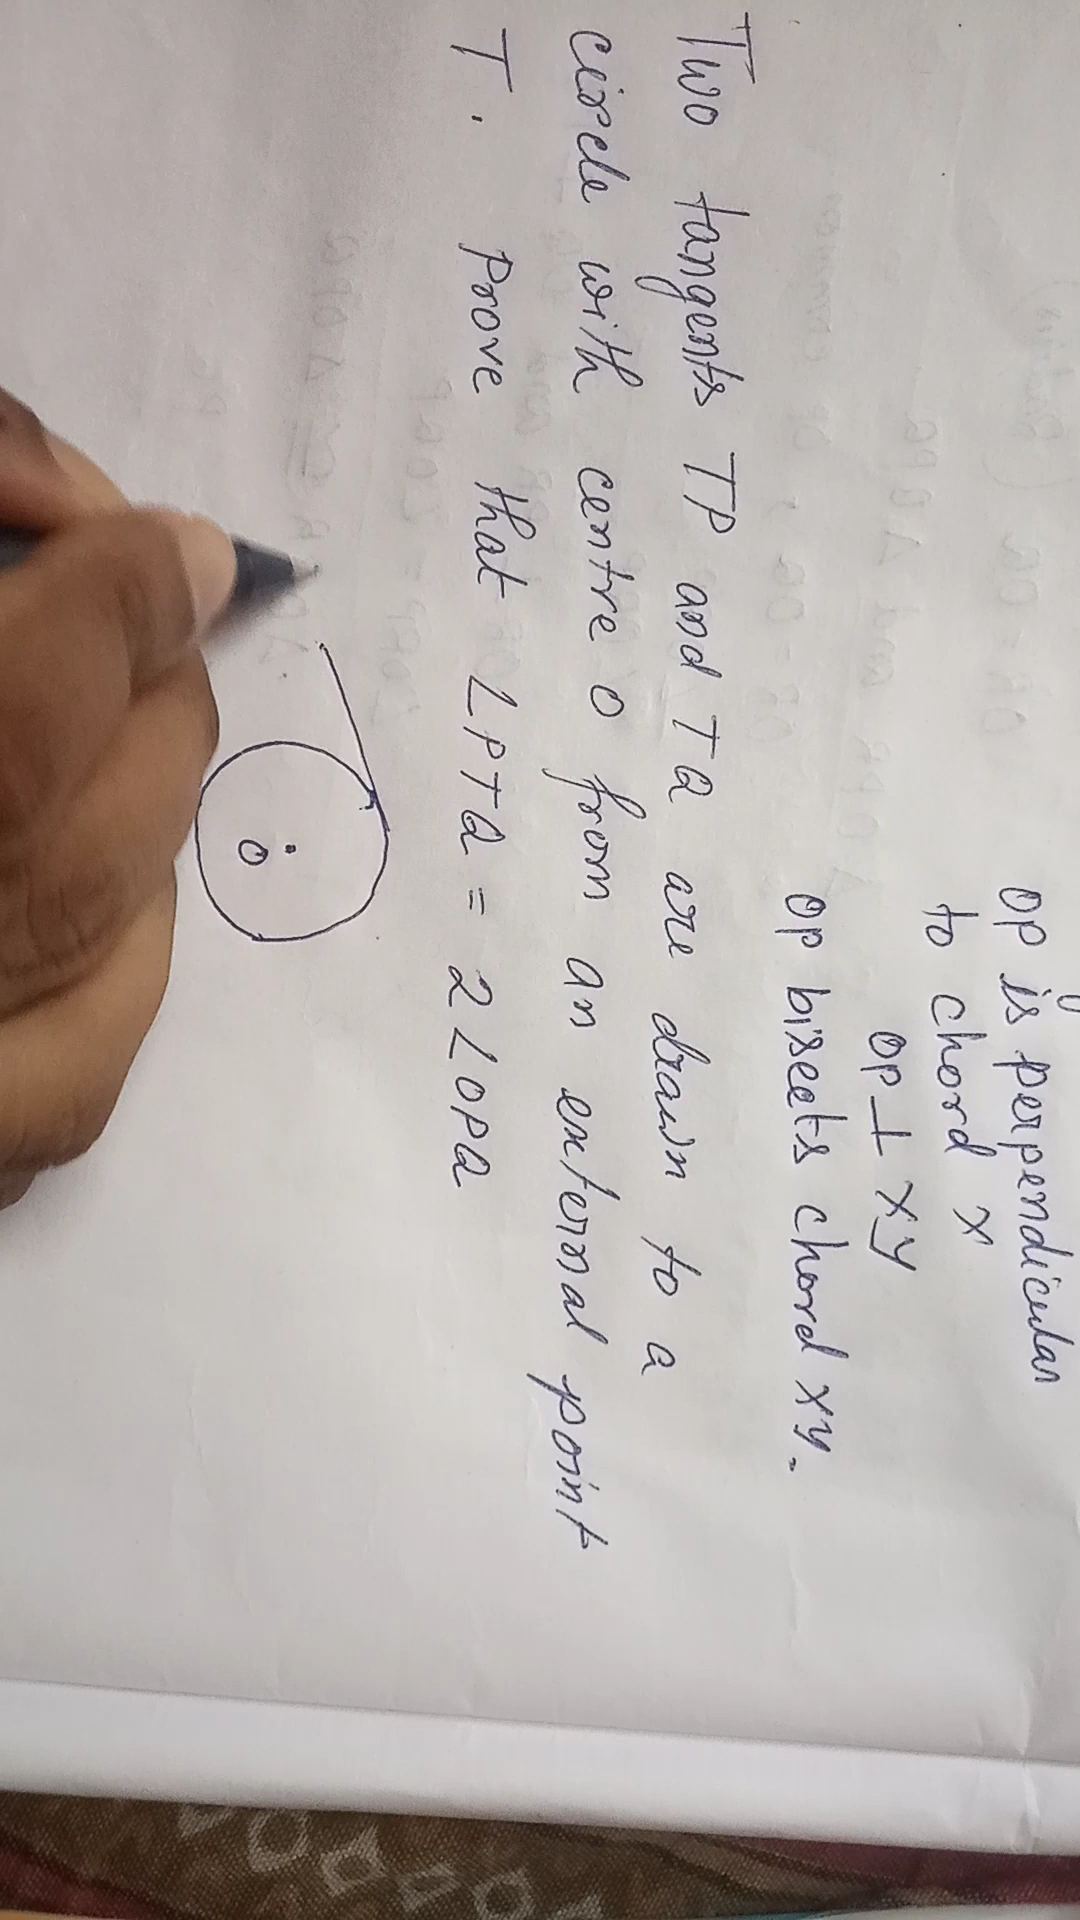 OP is perpendicular
to chord x
OP ⊥ xy
OP bisects chord xy.
Two tangents TP and TQ are drawn to a
circle with centre O from an external point
T. prove that ∠PTQ = 2∠OPQ
O